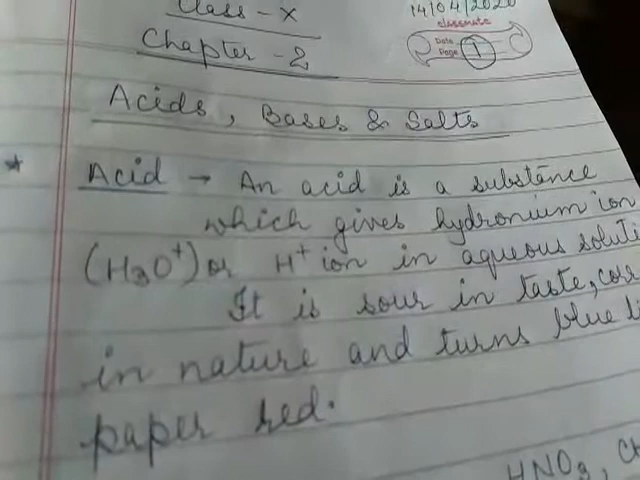 Class - X
14/04/2020
classmate
Chapter - 2
Date
Page 1
Acids, Bases & Salts
* Acid → An acid is a substance
which gives hydronium ion
(H3O+) or H+ ion in aqueous soluti
It is sour in taste, cor
in nature and turns blue li
paper red.
HNO3, CH